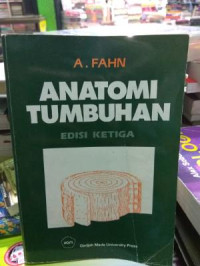 A. FAHN
ANATOMI
TUMBUHAN
EDISI KETIGA
Gadjah Mada University Press